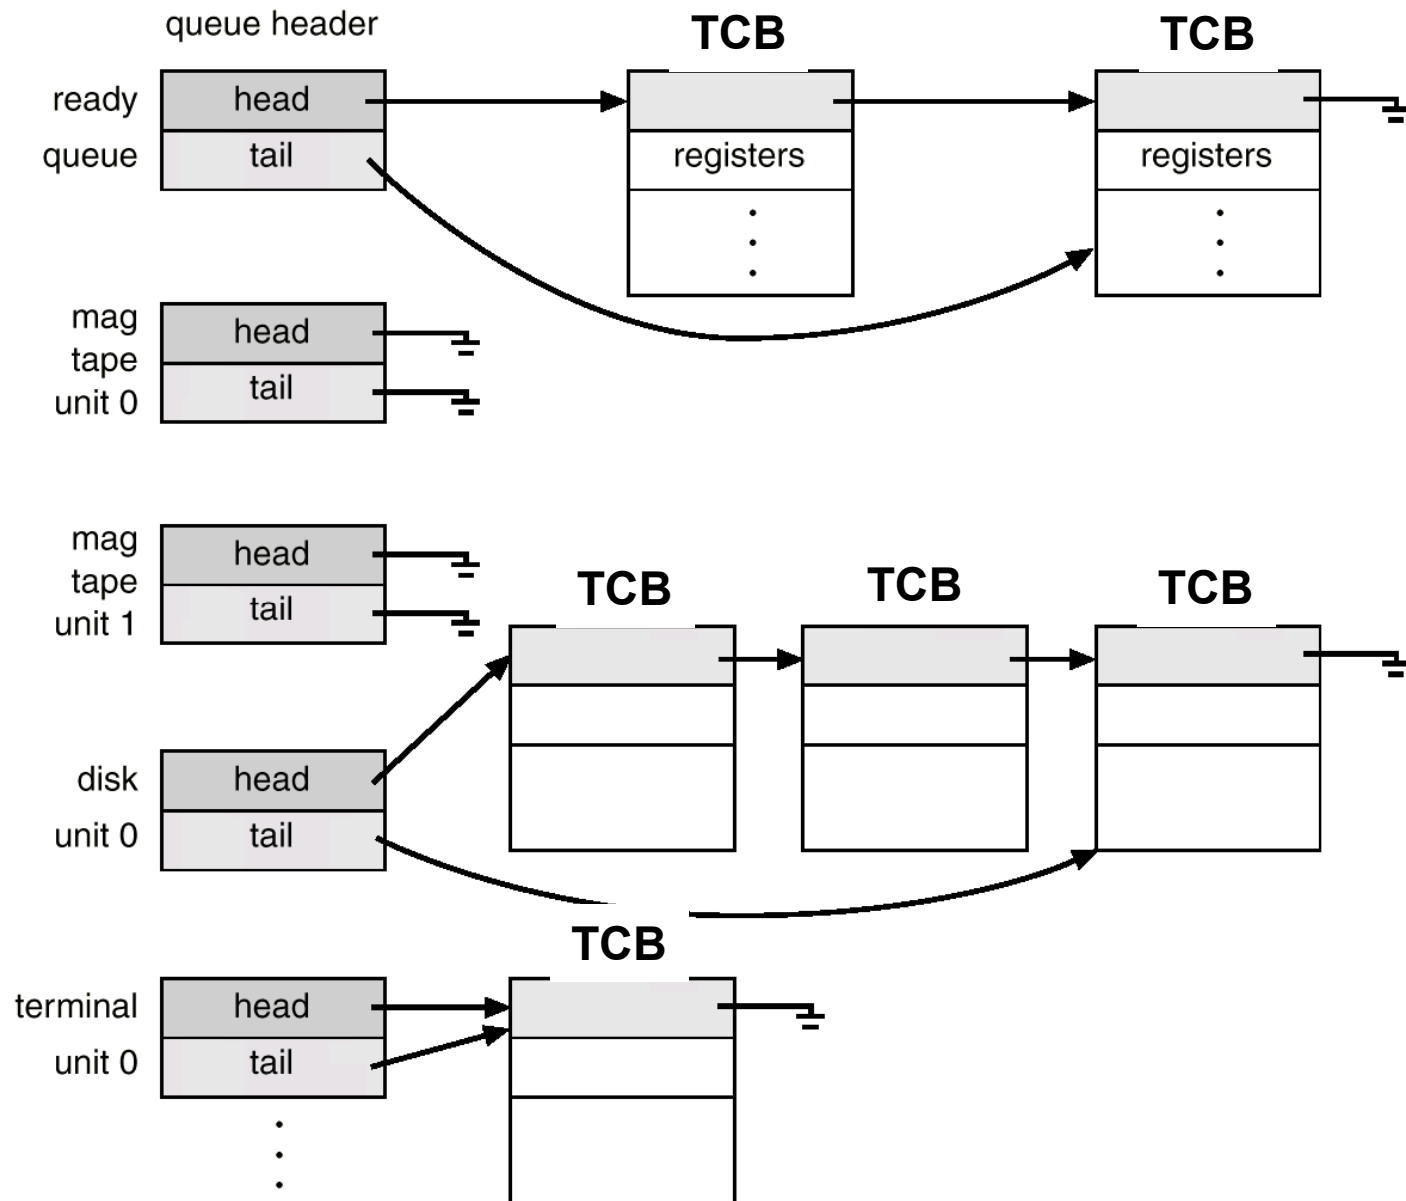 queue header
TCB
TCB
ready
queue
head
tail
registers
registers
mag
tape
unit 0
head
tail
mag
tape
unit 1
head
tail
TCB
TCB
TCB
disk
unit 0
head
tail
TCB
terminal
unit 0
head
tail